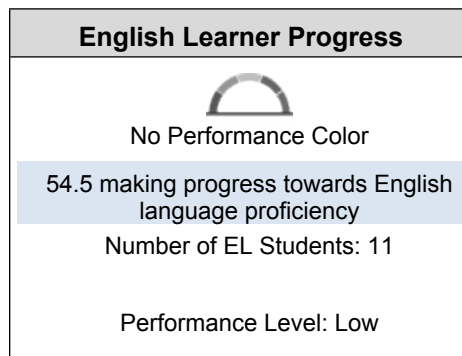 English Learner Progress
No Performance Color
54.5 making progress towards English
language proficiency
Number of EL Students: 11
Performance Level: Low